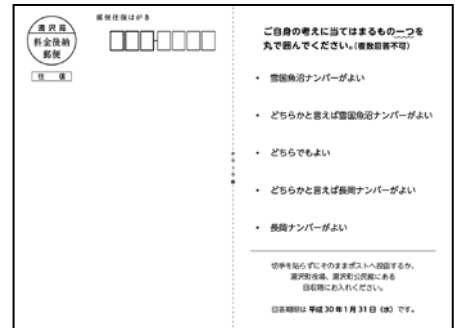 湯沢局
料金後納
郵便
往復
郵便往復はがき
ご自身の考えに当てはまるもの一つを
丸で囲んでください。(複数回答不可)
・ 雪国魚沼ナンバーがよい
・ どちらかと言えば雪国魚沼ナンバーがよい
・ どちらでもよい
・ どちらかと言えば長岡ナンバーがよい
・ 長岡ナンバーがよい
切手を貼らずにそのままポストへ投函するか、
湯沢町役場、湯沢町公民館にある
回収箱にお入れください。
回答期限は 平成30年1月31日(水) です。